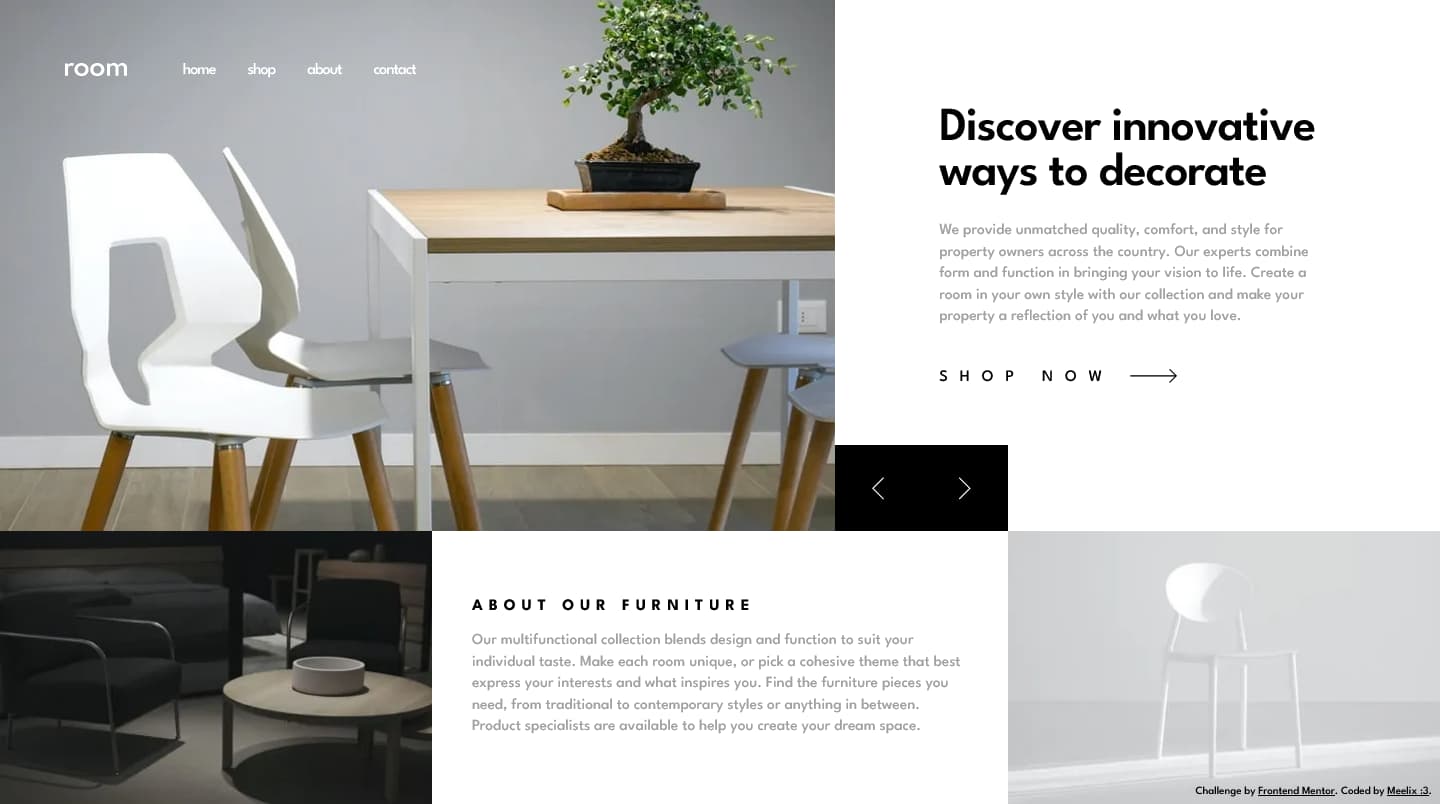 room
home shop about contact
Discover innovative
ways to decorate
We provide unmatched quality, comfort, and style for
property owners across the country. Our experts combine
form and function in bringing your vision to life. Create a
room in your own style with our collection and make your
property a reflection of you and what you love.
SHOP NOW
ABOUT OUR FURNITURE
Our multifunctional collection blends design and function to suit your
individual taste. Make each room unique, or pick a cohesive theme that best
express your interests and what inspires you. Find the furniture pieces you
need, from traditional to contemporary styles or anything in between.
Product specialists are available to help you create your dream space.
Challenge by Frontend Mentor. Coded by Meelix :3.